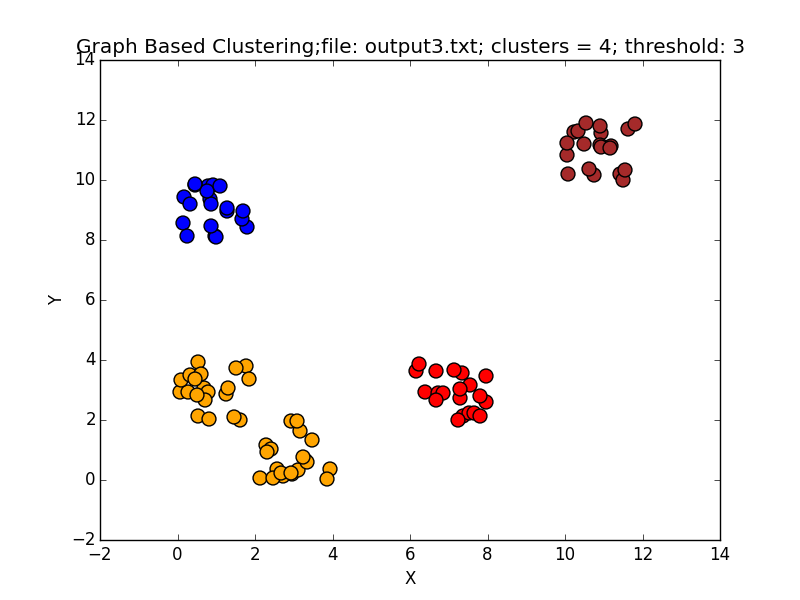 Graph Based Clustering;file: output3.txt; clusters = 4; threshold: 3
14
12
10
8
6
4
2
0
−2
Y
−2 0 2 4 6 8 10 12 14
X